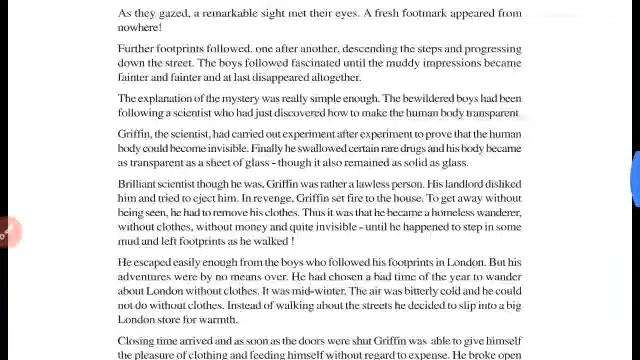 As they gazed, a remarkable sight met their eyes. A fresh footmark appeared from
nowhere!
Further footprints followed, one after another, descending the steps and progressing
down the street. The boys followed fascinated until the muddy impressions became
fainter and fainter and at last disappeared altogether.
The explanation of the mystery was really simple enough. The bewildered boys had been
following a scientist who had just discovered how to make the human body transparent.
Griffin, the scientist, had carried out experiment after experiment to prove that the human
body could become invisible. Finally he swallowed certain rare drugs and his body became
as transparent as a sheet of glass – though it also remained as solid as glass.
Brilliant scientist though he was, Griffin was rather a lawless person. His landlord disliked
him and tried to eject him. In revenge, Griffin set fire to the house. To get away without
being seen, he had to remove his clothes. Thus it was that he became a homeless wanderer,
without clothes, without money and quite invisible – until he happened to step in some
mud and left footprints as he walked !
He escaped easily enough from the boys who followed his footprints in London. But his
adventures were by no means over. He had chosen a bad time of the year to wander
about London without clothes. It was mid-winter. The air was bitterly cold and he could
not do without clothes. Instead of walking about the streets he decided to slip into a big
London store for warmth.
Closing time arrived and as soon as the doors were shut Griffin was able to give himself
the pleasure of clothing and feeding himself without regard to expense. He broke open